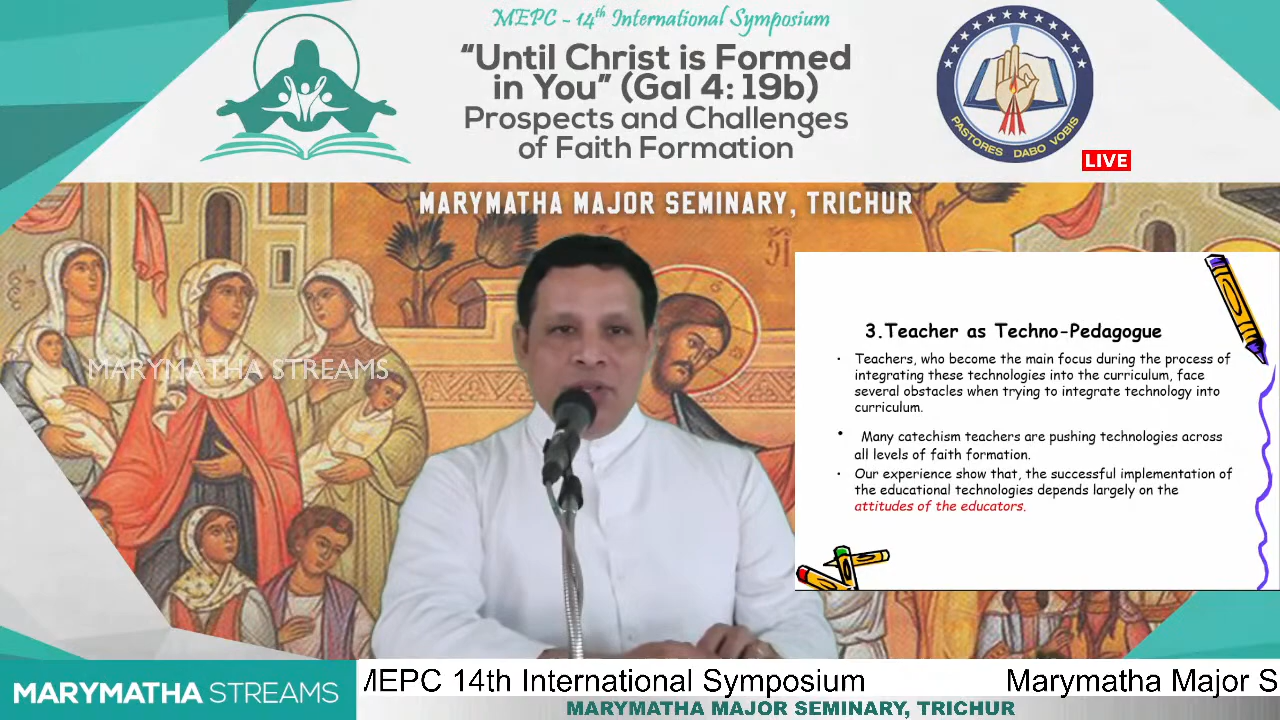 MEPC - 14th International Symposium
“Until Christ is Formed
in You” (Gal 4: 19b)
Prospects and Challenges
of Faith Formation
PASTORES DABO VOBIS
LIVE
MARYMATHA MAJOR SEMINARY, TRICHUR
MARYMATHA STREAMS
3.Teacher as Techno-Pedagogue
• Teachers, who become the main focus during the process of
integrating these technologies into the curriculum, face
several obstacles when trying to integrate technology into
curriculum.
• Many catechism teachers are pushing technologies across
all levels of faith formation.
• Our experience show that, the successful implementation of
the educational technologies depends largely on the
attitudes of the educators.
MARYMATHA STREAMS
MEPC 14th International Symposium Marymatha Major S
MARYMATHA MAJOR SEMINARY, TRICHUR